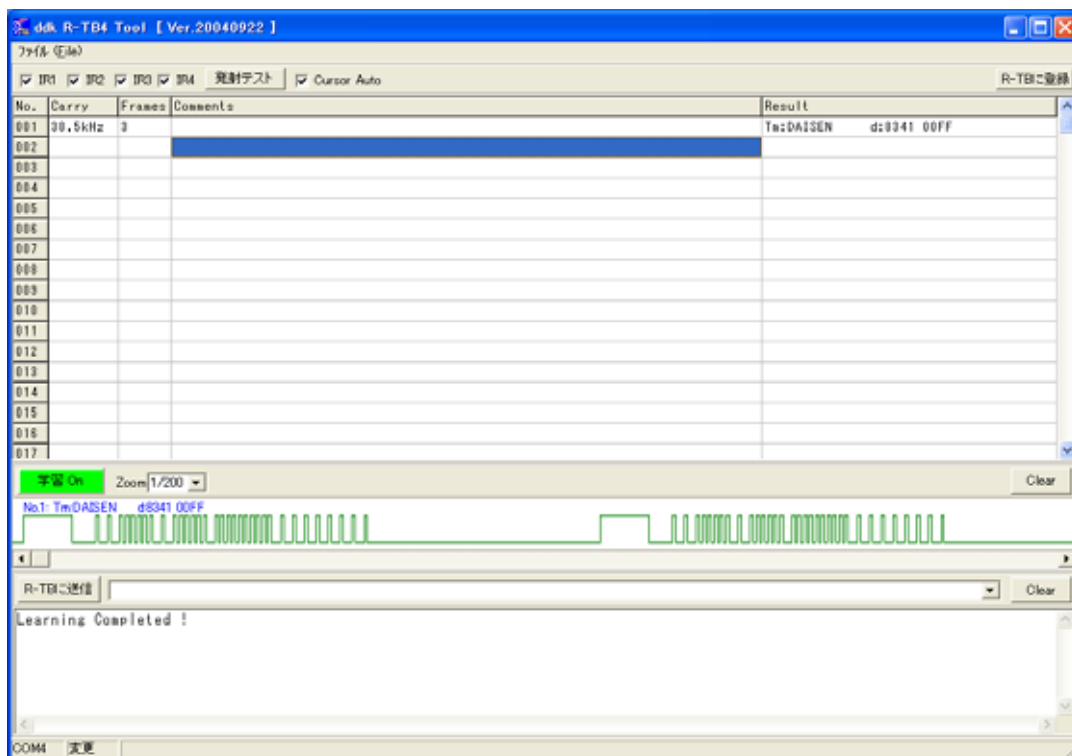 ddk R-TB4 Tool [ Ver.20040922 ]
ファイル (File)
IR1 IR2 IR3 IR4 発射テスト Cursor Auto R-TBに登録
No. Carry Frames Comments Result
001 38.5kHz 3 Tm:DAISEN d:8341 00FF
002
003
004
005
006
007
008
009
010
011
012
013
014
015
016
017
学習 On Zoom 1/200 Clear
No.1: Tm:DAISEN d:8341 00FF
R-TBに送信 Clear
Learning Completed !
COM4 変更